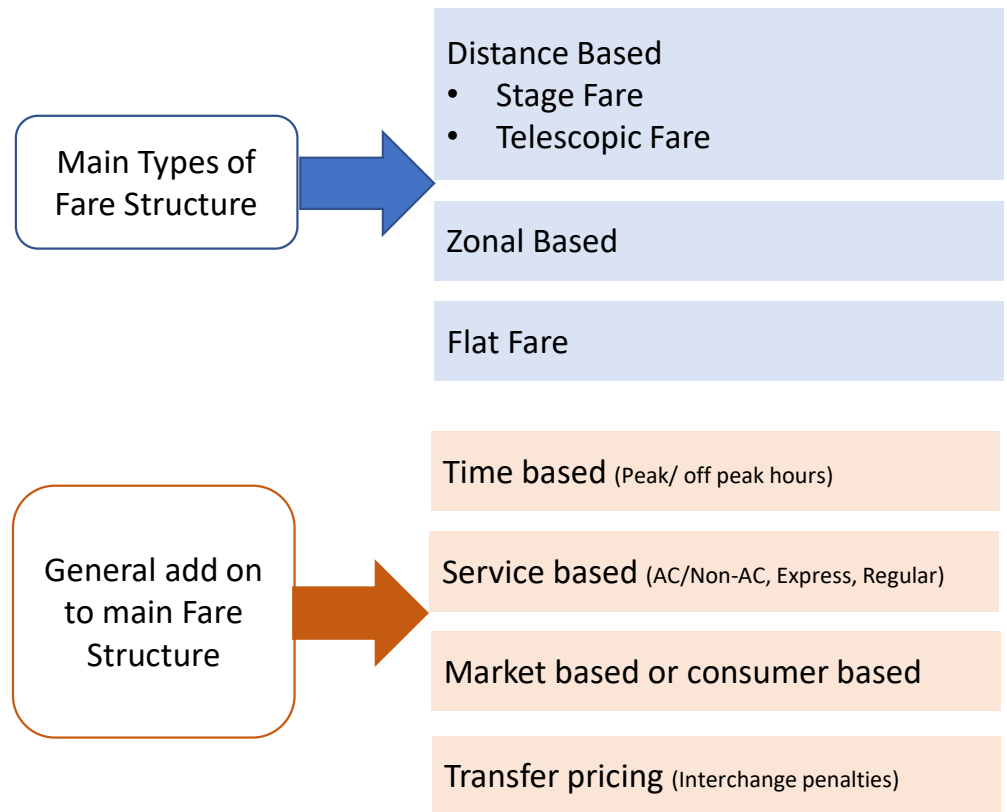 Main Types of
Fare Structure
Distance Based
• Stage Fare
• Telescopic Fare
Zonal Based
Flat Fare
General add on
to main Fare
Structure
Time based (Peak/ off peak hours)
Service based (AC/Non-AC, Express, Regular)
Market based or consumer based
Transfer pricing (Interchange penalties)